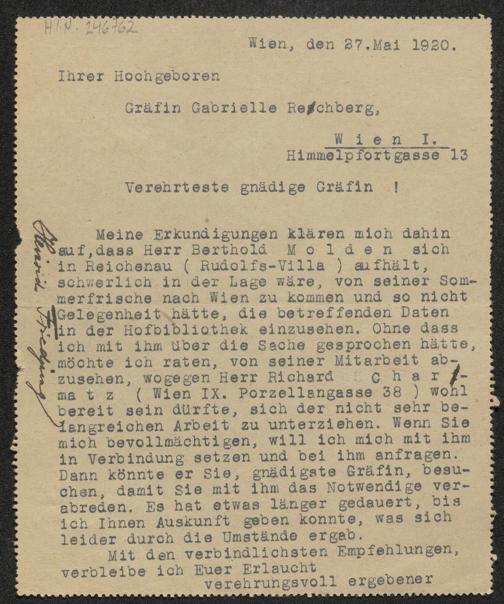 H.I.N. 246762
Wien, den 27.Mai 1920.
Ihrer Hochgeboren
Gräfin Gabrielle Rechberg,
W i e n  I.
Himmelpfortgasse 13
Verehrteste gnädige Gräfin !
Meine Erkundigungen klären mich dahin
auf,dass Herr Berthold M o l d e n sich
in Reichenau ( Rudolfs-Villa ) aufhält,
schwerlich in der Lage wäre, von seiner Som-
merfrische nach Wien zu kommen und so nicht
Gelegenheit hätte, die betreffenden Daten
in der Hofbibliothek einzusehen. Ohne dass
ich mit ihm über die Sache gesprochen hätte,
möchte ich raten, von seiner Mitarbeit ab-
zusehen, wogegen Herr Richard C h a r -
m a t z ( Wien IX. Porzellangasse 38 ) wohl
bereit sein dürfte, sich der nicht sehr be-
langreichen Arbeit zu unterziehen. Wenn Sie
mich bevollmächtigen, will ich mich mit ihm
in Verbindung setzen und bei ihm anfragen.
Dann könnte er Sie, gnädigste Gräfin, besu-
chen, damit Sie mit ihm das Notwendige ver-
abreden. Es hat etwas länger gedauert, bis
ich Ihnen Auskunft geben konnte, was sich
leider durch die Umstände ergab.
Mit den verbindlichsten Empfehlungen,
verbleibe ich Euer Erlaucht
verehrungsvoll ergebener
Heinrich Friedjung